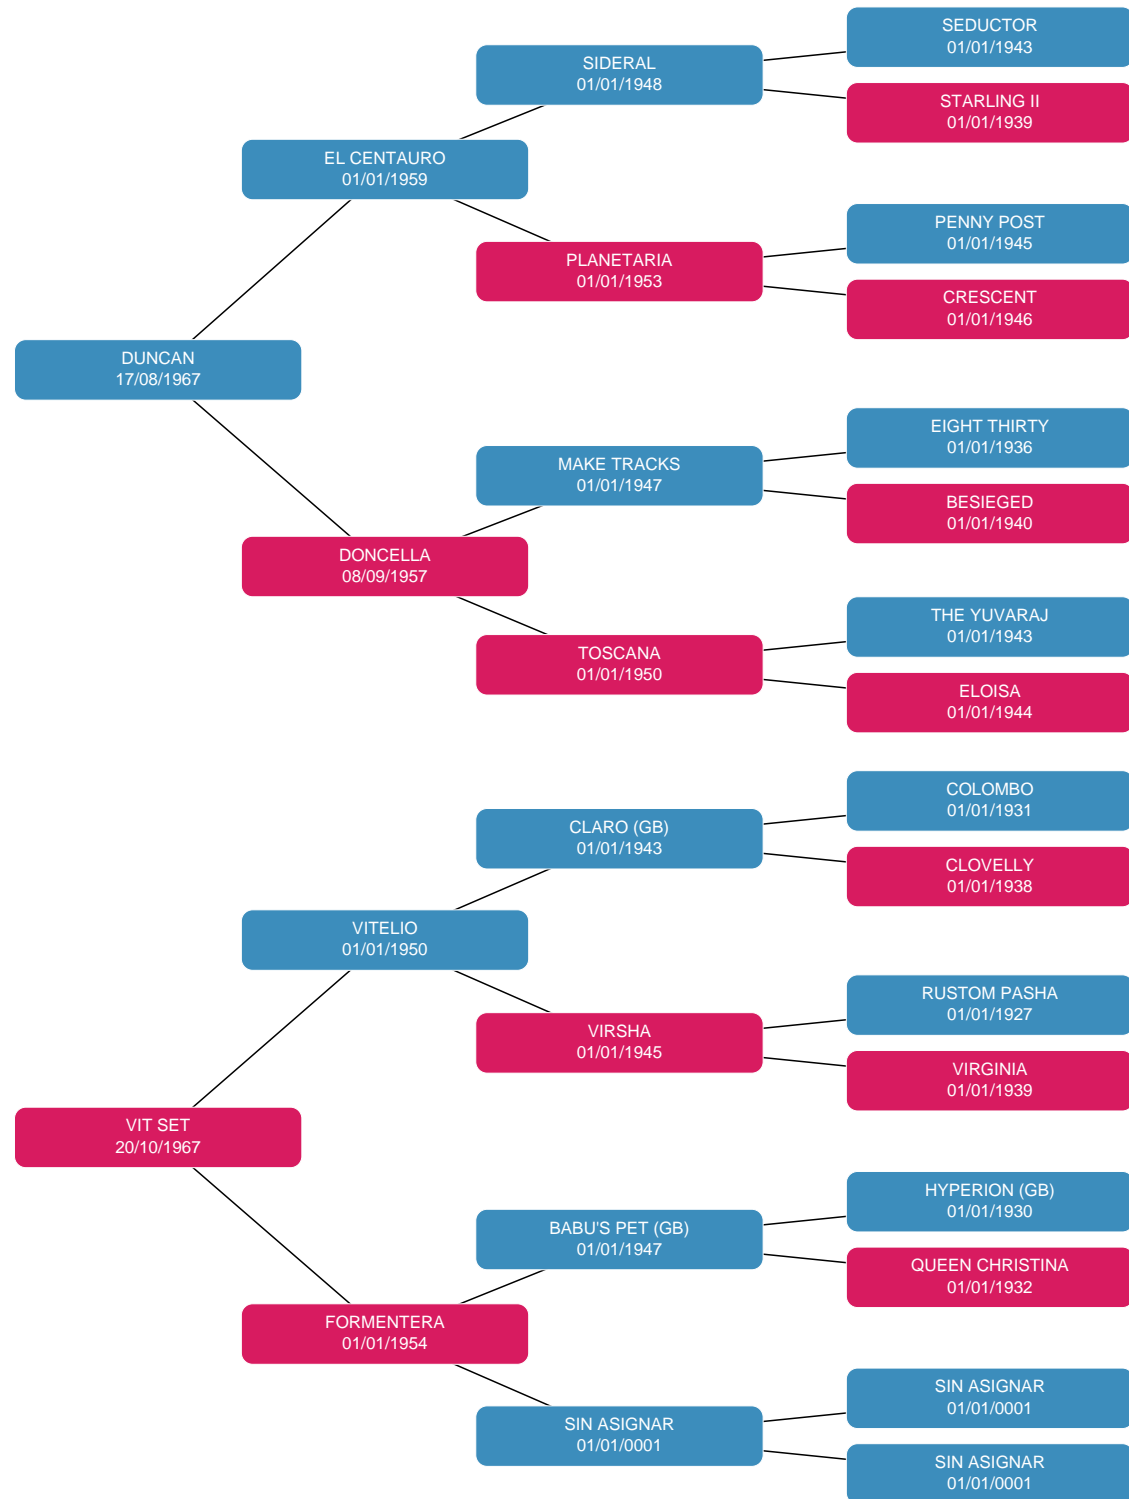 SEDUCTOR
01/01/1943
SIDERAL
01/01/1948
STARLING II
01/01/1939
EL CENTAURO
01/01/1959
PENNY POST
01/01/1945
PLANETARIA
01/01/1953
CRESCENT
01/01/1946
DUNCAN
17/08/1967
EIGHT THIRTY
01/01/1936
MAKE TRACKS
01/01/1947
BESIEGED
01/01/1940
DONCELLA
08/09/1957
THE YUVARAJ
01/01/1943
TOSCANA
01/01/1950
ELOISA
01/01/1944
COLOMBO
01/01/1931
CLARO (GB)
01/01/1943
CLOVELLY
01/01/1938
VITELIO
01/01/1950
RUSTOM PASHA
01/01/1927
VIRSHA
01/01/1945
VIRGINIA
01/01/1939
VIT SET
20/10/1967
HYPERION (GB)
01/01/1930
BABU'S PET (GB)
01/01/1947
QUEEN CHRISTINA
01/01/1932
FORMENTERA
01/01/1954
SIN ASIGNAR
01/01/0001
SIN ASIGNAR
01/01/0001
SIN ASIGNAR
01/01/0001